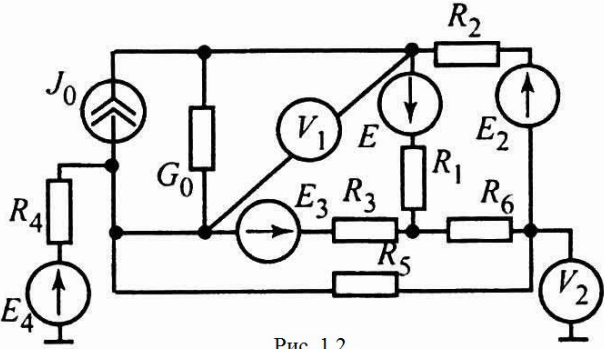 R₂
J₀
V₁
E
E₂
G₀
R₁
R₄
E₃
R₃
R₆
R₅
E₄
V₂
Рис. 1.2